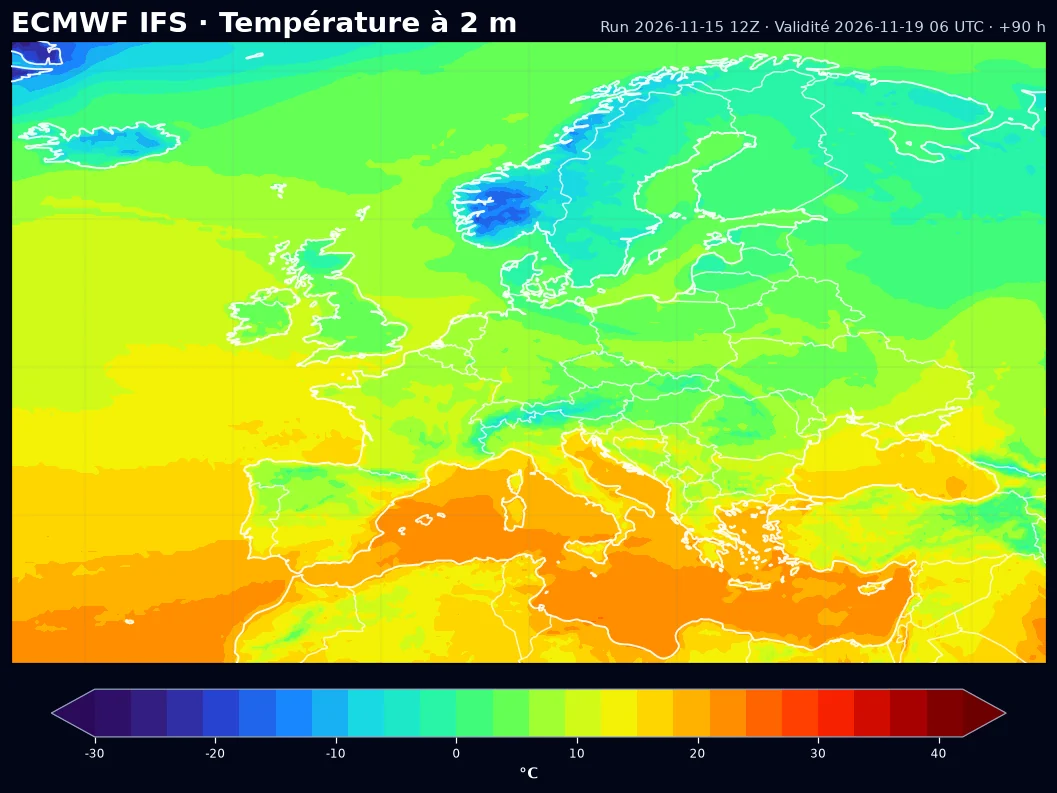 ECMWF IFS · Température à 2 m
Run 2026-11-15 12Z · Validité 2026-11-19 06 UTC · +90 h
-30 -20 -10 0 10 20 30 40
°C